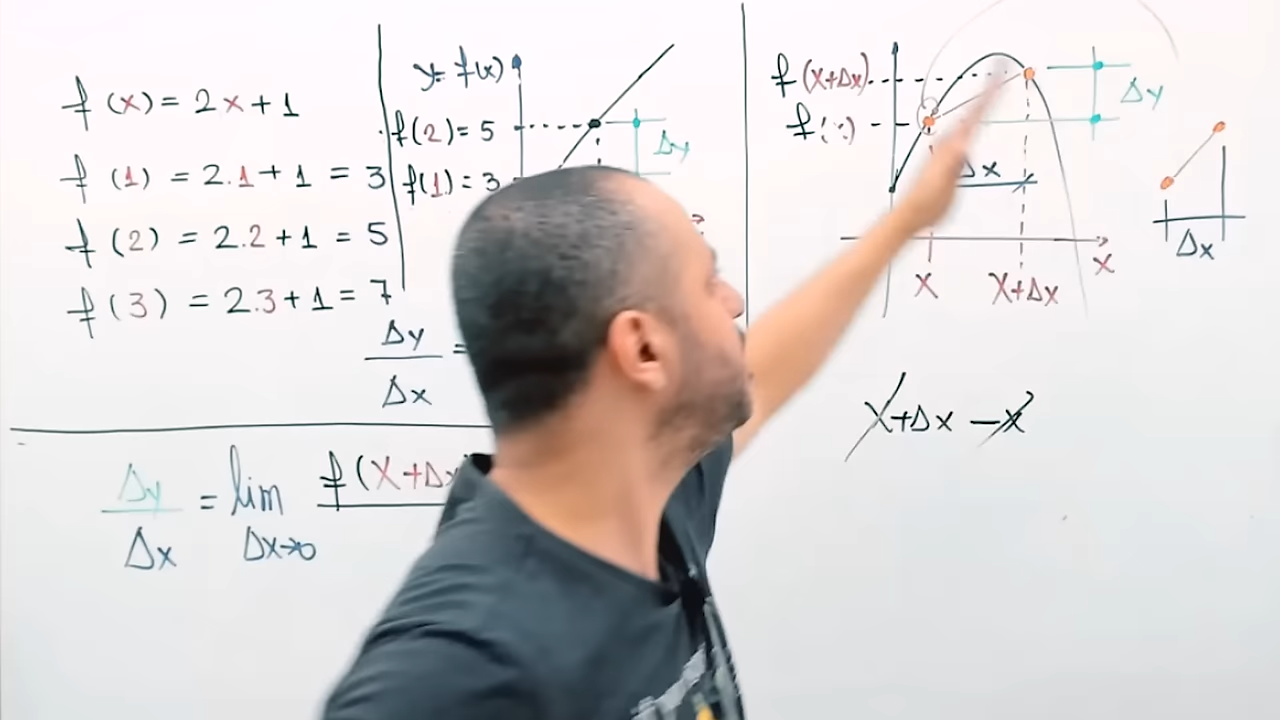 f(x) = 2x+1
f(1) = 2.1+1 = 3
f(2) = 2.2+1 = 5
f(3) = 2.3+1 = 7
Δy
Δx
=
y= f(x)
f(2)= 5
f(1)= 3
Δy
f(x+Δx)
f(
Δy
Δx
x
x+Δx
x
Δx
x+Δx -x
Δy
Δx
= lim
Δx→0
f(x+Δx